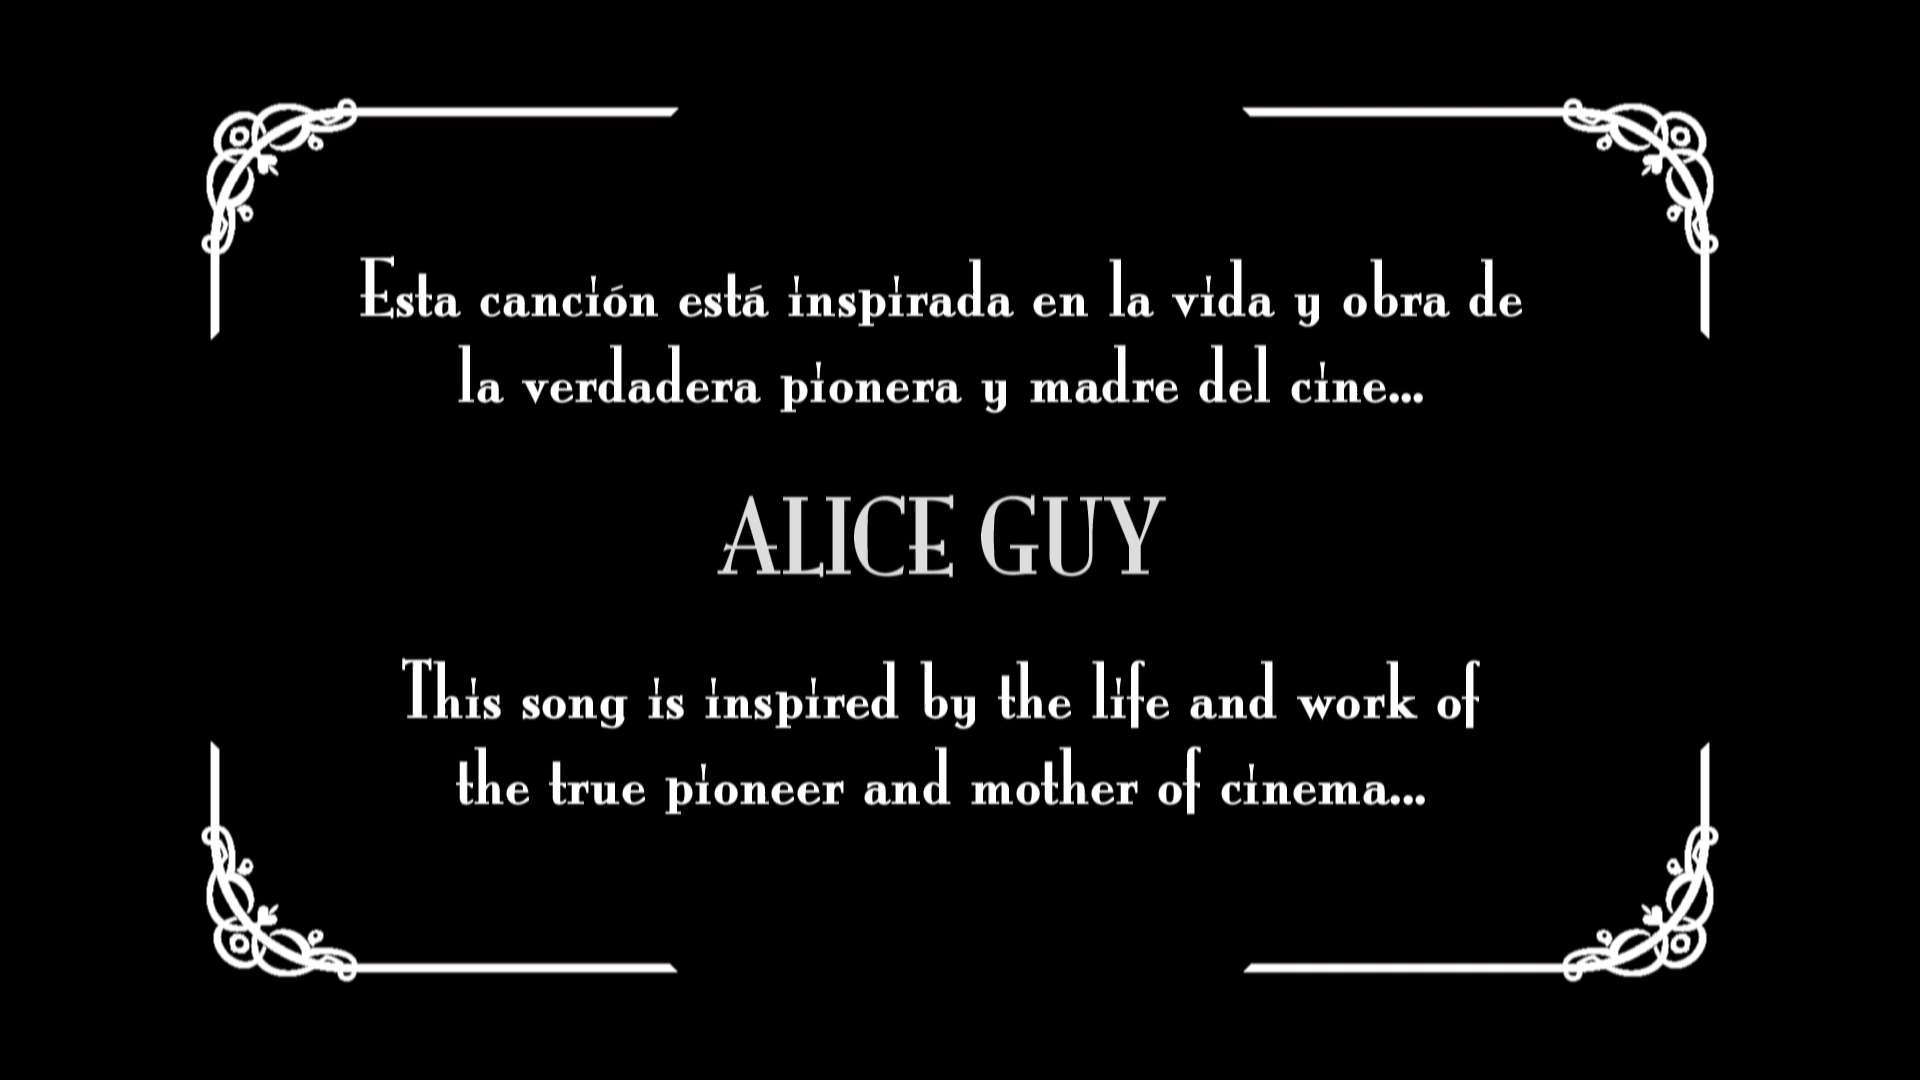 Esta canción está inspirada en la vida y obra de
la verdadera pionera y madre del cine...
ALICE GUY
This song is inspired by the life and work of
the true pioneer and mother of cinema...